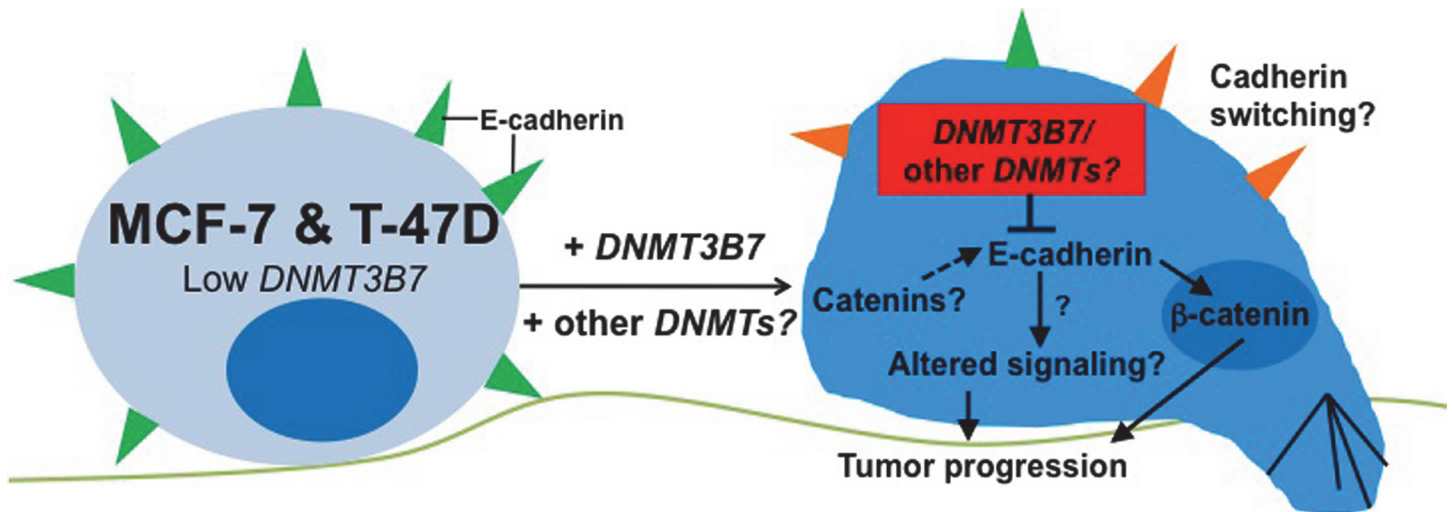 E-cadherin
MCF-7 & T-47D
Low DNMT3B7
+ DNMT3B7
+ other DNMTs?
Cadherin
switching?
DNMT3B7/
other DNMTs?
E-cadherin
Catenins?
?
β-catenin
Altered signaling?
Tumor progression